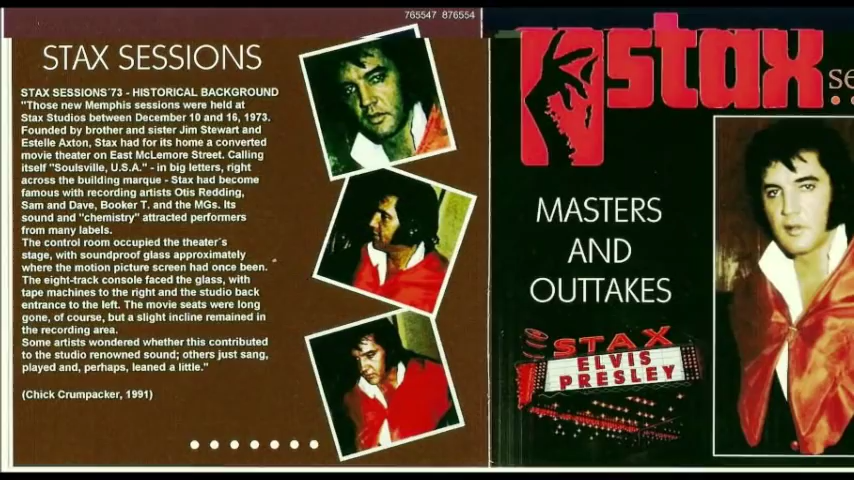 765547 876554
STAX SESSIONS
STAX SESSIONS'73 - HISTORICAL BACKGROUND
"Those new Memphis sessions were held at
Stax Studios between December 10 and 16, 1973.
Founded by brother and sister Jim Stewart and
Estelle Axton, Stax had for its home a converted
movie theater on East McLemore Street. Calling
itself "Soulsville, U.S.A." - in big letters, right
across the building marque - Stax had become
famous with recording artists Otis Redding,
Sam and Dave, Booker T. and the MGs. Its
sound and "chemistry" attracted performers
from many labels.
The control room occupied the theater's
stage, with soundproof glass approximately
where the motion picture screen had once been.
The eight-track console faced the glass, with
tape machines to the right and the studio back
entrance to the left. The movie seats were long
gone, of course, but a slight incline remained in
the recording area.
Some artists wondered whether this contributed
to the studio renowned sound; others just sang,
played and, perhaps, leaned a little."
(Chick Crumpacker, 1991)
stax
se
MASTERS
AND
OUTTAKES
STAX
ELVIS
PRESLEY